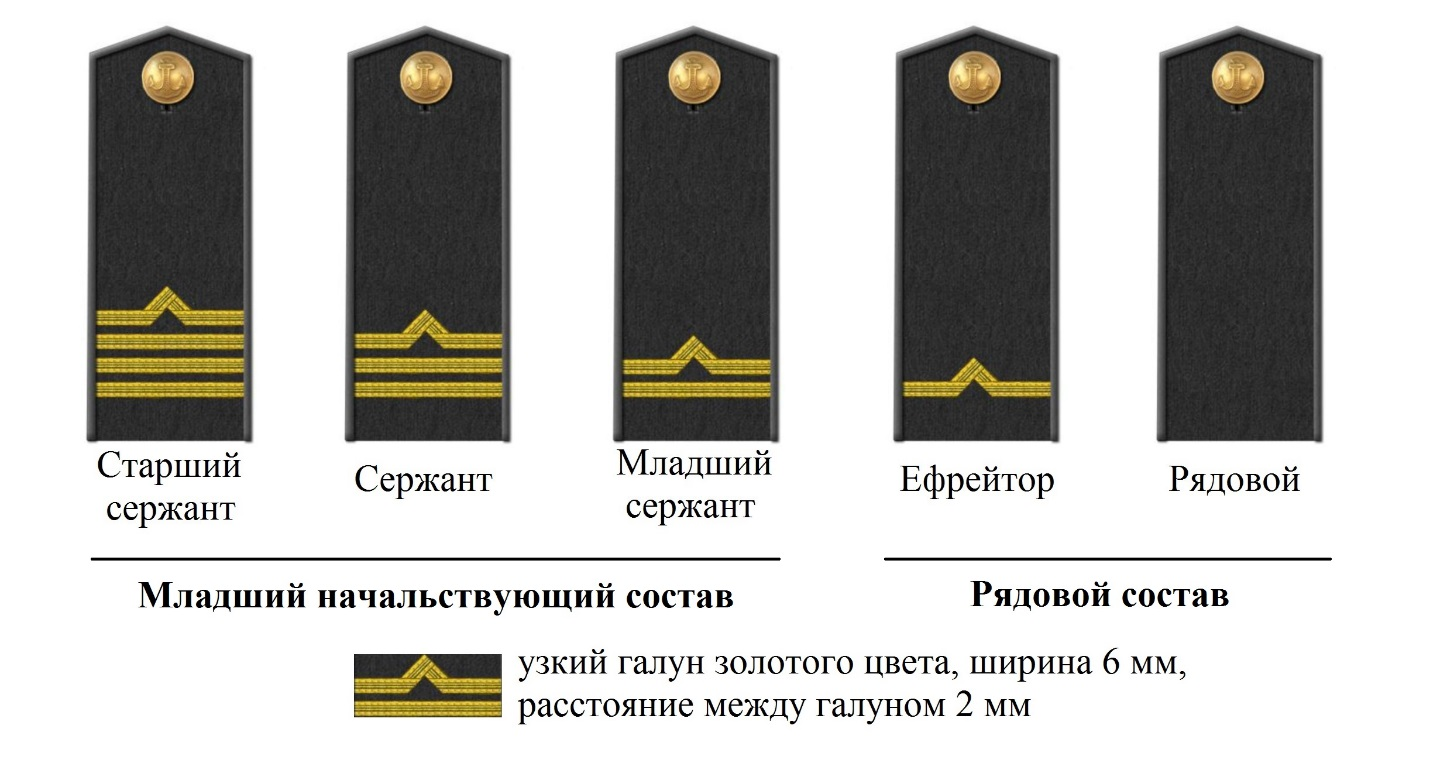 Старший
сержант
Сержант
Младший
сержант
Ефрейтор
Рядовой
Младший начальствующий состав
Рядовой состав
узкий галун золотого цвета, ширина 6 мм,
расстояние между галуном 2 мм